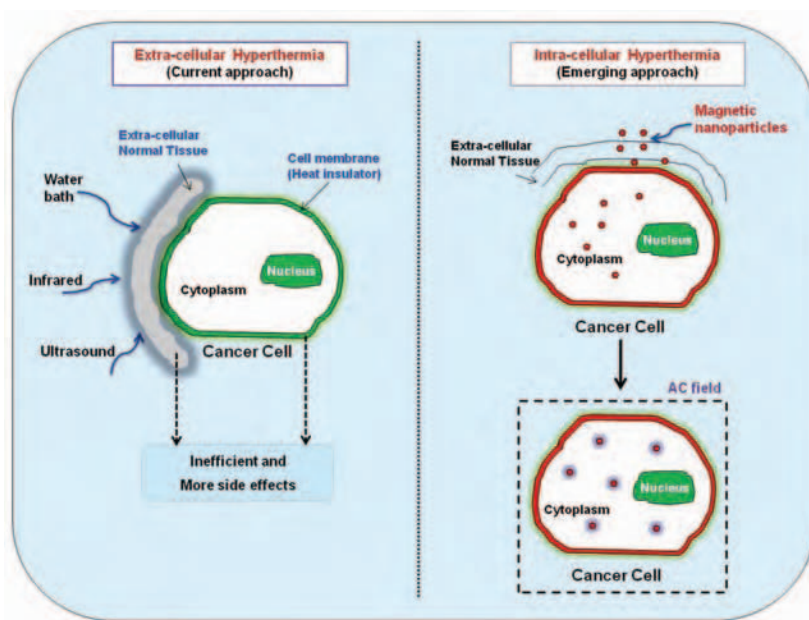 Extra-cellular Hyperthermia
(Current approach)
Extra-cellular
Normal Tissue
Cell membrane
(Heat insulator)
Water
bath
Infrared
Ultrasound
Nucleus
Cytoplasm
Cancer Cell
Inefficient and
More side effects
Intra-cellular Hyperthermia
(Emerging approach)
Magnetic
nanoparticles
Extra-cellular
Normal Tissue
Nucleus
Cytoplasm
Cancer Cell
AC field
Nucleus
Cytoplasm
Cancer Cell